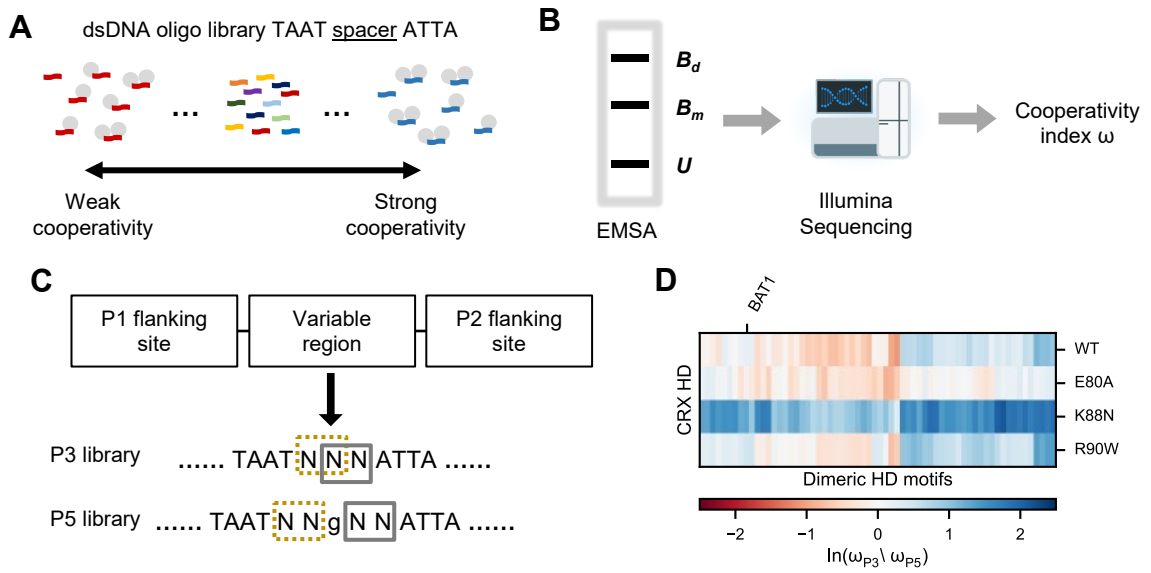 A
dsDNA oligo library TAAT spacer ATTA
... ...
Weak
cooperativity
Strong
cooperativity
B
Bd
Bm
U
EMSA
Illumina
Sequencing
Cooperativity
index ω
C
P1 flanking
site
Variable
region
P2 flanking
site
P3 library
...... TAAT N N N ATTA ......
P5 library
...... TAAT N N g N N ATTA ......
D
BAT1
CRX HD
WT
E80A
K88N
R90W
Dimeric HD motifs
−2 −1 0 1 2
ln(ωP3\ ωP5)